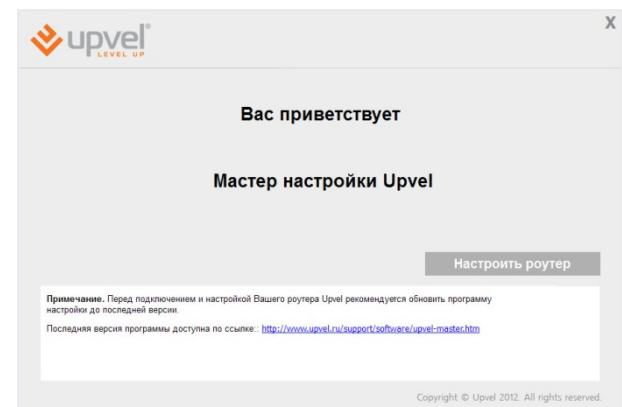 X
upvel
LEVEL UP
Вас приветствует
Мастер настройки Upvel
Настроить роутер
Примечание. Перед подключением и настройкой Вашего роутера Upvel рекомендуется обновить программу
настройки до последней версии.
Последняя версия программы доступна по ссылке:: http://www.upvel.ru/support/software/upvel-master.htm
Copyright © Upvel 2012. All rights reserved.